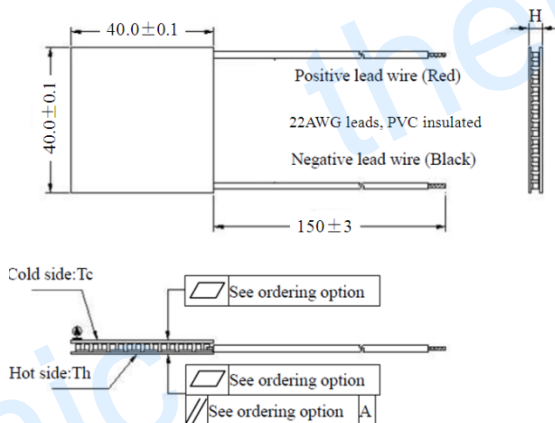 40.0±0.1
H
40.0±0.1
Positive lead wire (Red)
22AWG leads, PVC insulated
Negative lead wire (Black)
150±3
Cold side:Tc
See ordering option
A
Hot side:Th
See ordering option
See ordering option A